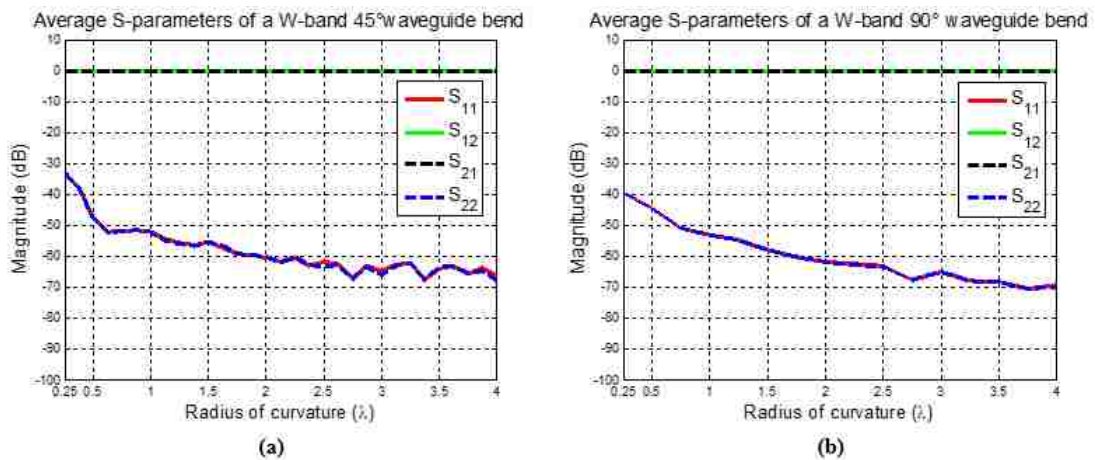 Average S-parameters of a W-band 45° waveguide bend
10
0
-10
-20
-30
-40
-50
-60
-70
-80
-90
-100
Magnitude (dB)
S11
S12
S21
S22
0.25 0.5 1 1.5 2 2.5 3 3.5 4
Radius of curvature (λ)
(a)
Average S-parameters of a W-band 90° waveguide bend
10
0
-10
-20
-30
-40
-50
-60
-70
-80
-90
-100
Magnitude (dB)
S11
S12
S21
S22
0.25 0.5 1 1.5 2 2.5 3 3.5 4
Radius of curvature (λ)
(b)